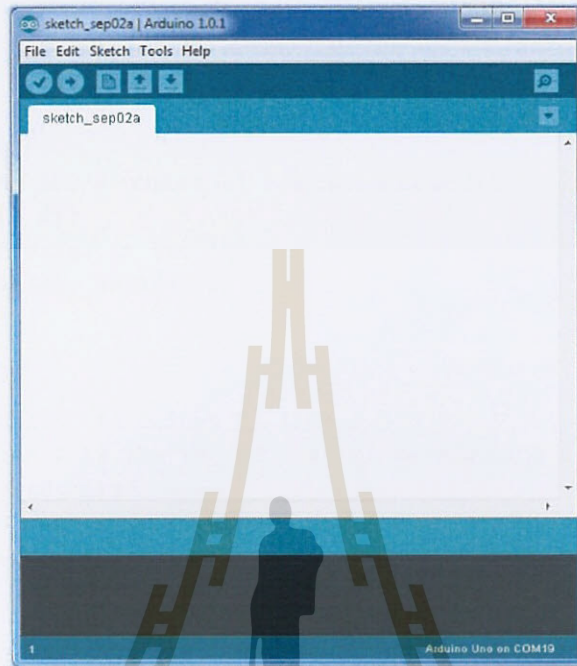 sketch_sep02a | Arduino 1.0.1
File Edit Sketch Tools Help
sketch_sep02a
1
Arduino Uno on COM19